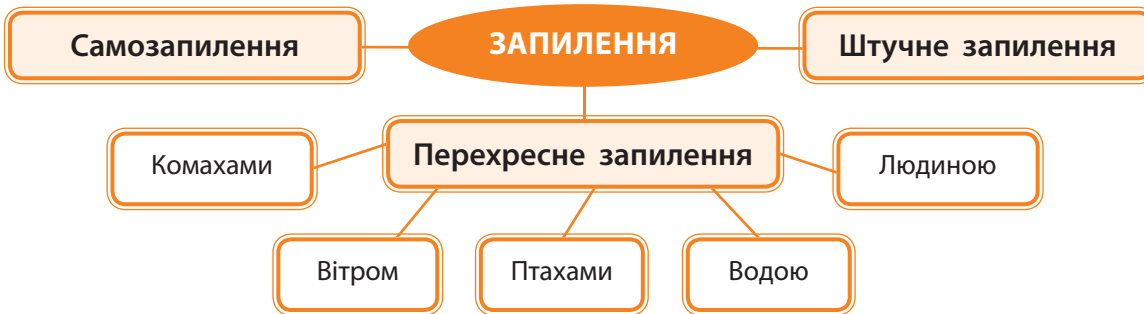 Самозапилення
ЗАПИЛЕННЯ
Штучне запилення
Комахами
Перехресне запилення
Людиною
Вітром
Птахами
Водою